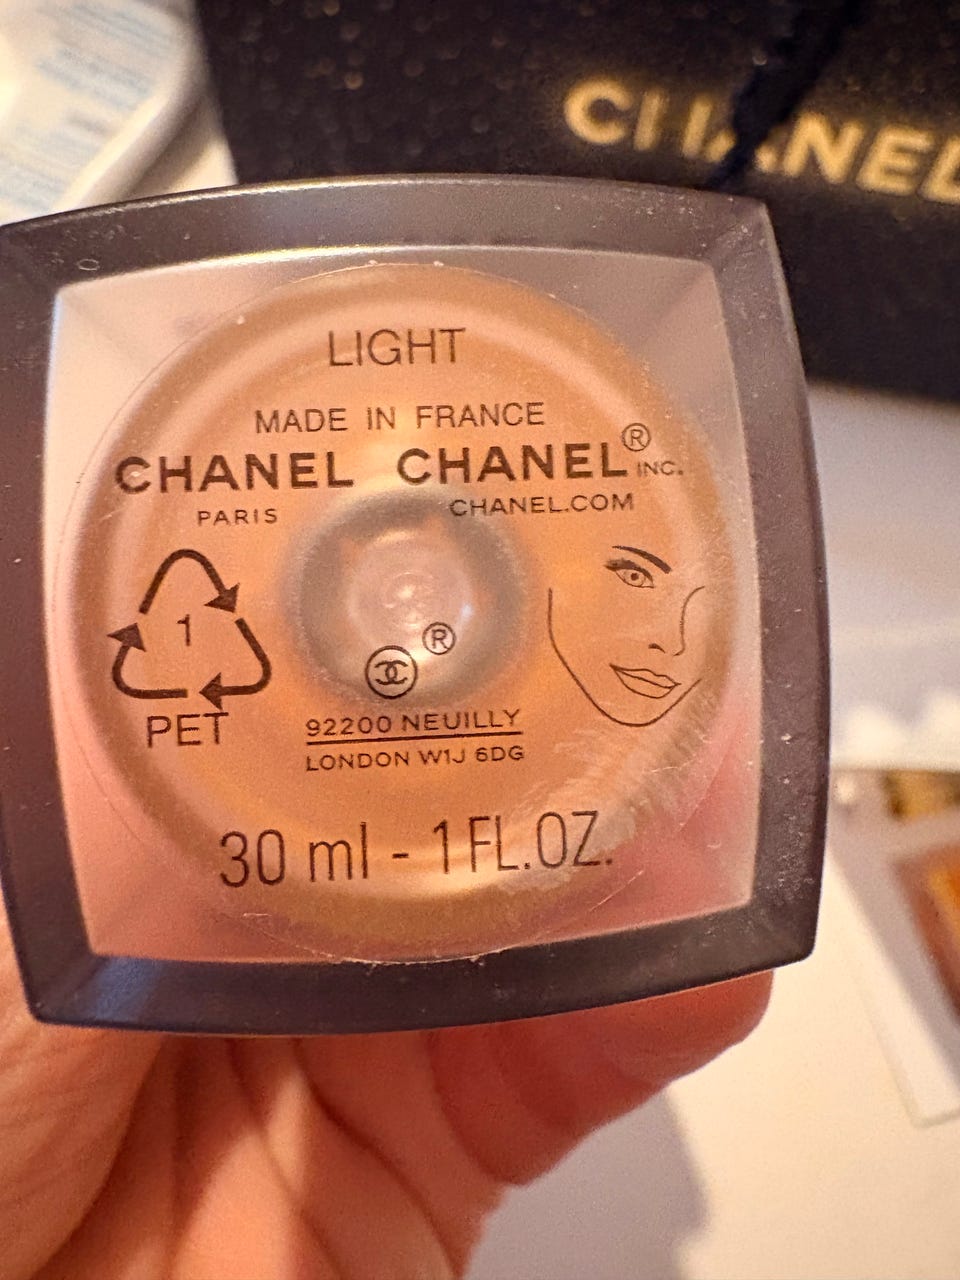 CHANEL
LIGHT
MADE IN FRANCE
CHANEL CHANEL® INC.
PARIS CHANEL.COM
1
PET
®
92200 NEUILLY
LONDON W1J 6DG
30 ml - 1 FL.OZ.